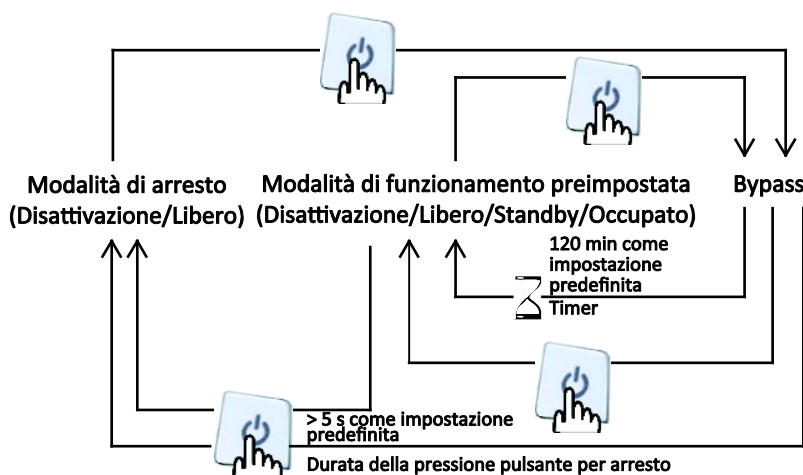 Modalità di arresto
(Disattivazione/Libero)
Modalità di funzionamento preimpostata
(Disattivazione/Libero/Standby/Occupato)
Bypass
120 min come
impostazione
predefinita
Timer
> 5 s come impostazione
predefinita
Durata della pressione pulsante per arresto